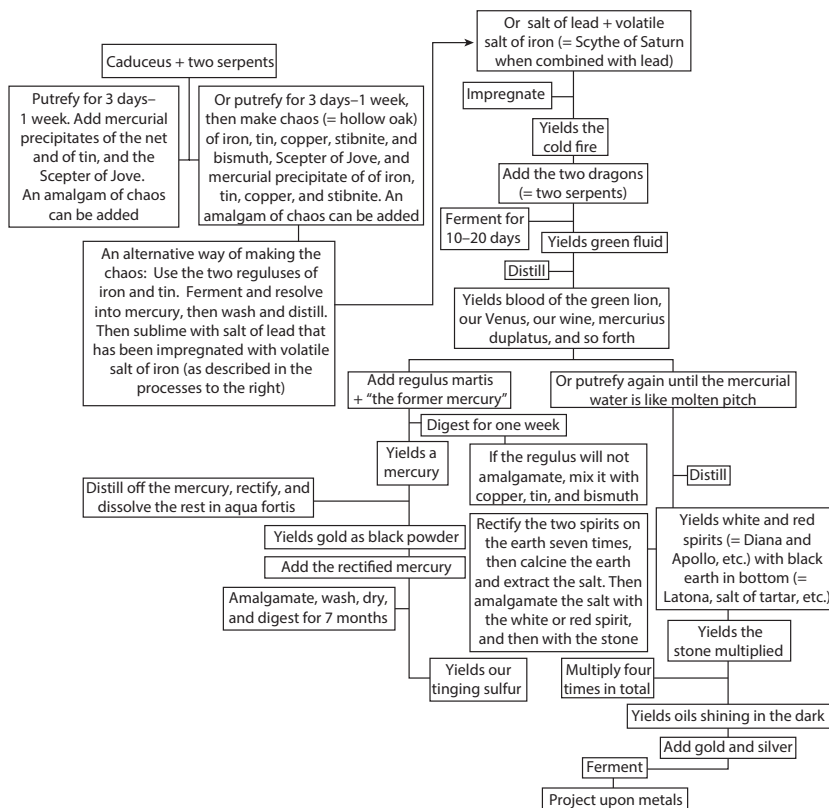 Caduceus + two serpents
Putrefy for 3 days–
1 week. Add mercurial
precipitates of the net
and of tin, and the
Scepter of Jove.
An amalgam of chaos
can be added
Or putrefy for 3 days–1 week,
then make chaos (= hollow oak)
of iron, tin, copper, stibnite, and
bismuth, Scepter of Jove, and
mercurial precipitate of of iron,
tin, copper, and stibnite. An
amalgam of chaos can be added
An alternative way of making the
chaos: Use the two reguluses of
iron and tin. Ferment and resolve
into mercury, then wash and distill.
Then sublime with salt of lead that
has been impregnated with volatile
salt of iron (as described in the
processes to the right)
Or salt of lead + volatile
salt of iron (= Scythe of Saturn
when combined with lead)
Impregnate
Yields the
cold fire
Add the two dragons
(= two serpents)
Ferment for
10–20 days
Yields green fluid
Distill
Yields blood of the green lion,
our Venus, our wine, mercurius
duplatus, and so forth
Add regulus martis
+ “the former mercury”
Digest for one week
Yields a
mercury
If the regulus will not
amalgamate, mix it with
copper, tin, and bismuth
Distill off the mercury, rectify, and
dissolve the rest in aqua fortis
Yields gold as black powder
Add the rectified mercury
Amalgamate, wash, dry,
and digest for 7 months
Yields our
tinging sulfur
Or putrefy again until the mercurial
water is like molten pitch
Distill
Yields white and red
spirits (= Diana and
Apollo, etc.) with black
earth in bottom (=
Latona, salt of tartar, etc.)
Rectify the two spirits on
the earth seven times,
then calcine the earth
and extract the salt. Then
amalgamate the salt with
the white or red spirit,
and then with the stone
Yields the
stone multiplied
Multiply four
times in total
Yields oils shining in the dark
Add gold and silver
Ferment
Project upon metals